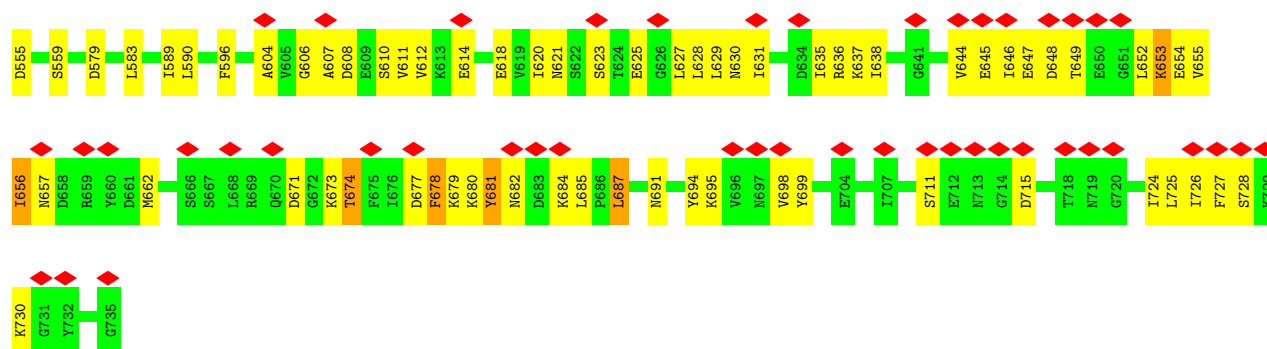 D555 S559 D579 L583 I589 L590 F596 A604 V605 G606 A607 D608 E609 S610 V611 V612 K613 E614 E618 V619 I620 N621 S622 S623 T624 E625 G626 L627 L628 L629 N630 I631 D634 I635 R636 K637 I638 G641 V644 E645 I646 E647 D648 T649 E650 G651 L652 K653 E654 V655
I656 N657 D658 R659 Y660 D661 M662 S666 S667 L668 R669 Q670 D671 G672 K673 T674 F675 I676 D677 F678 K679 K680 Y681 N682 D683 K684 L685 P686 L687 N691 Y694 K695 V696 N697 V698 Y699 E704 I707 S711 E712 N713 G714 D715 T718 N719 G720 I724 L725 I726 F727 S728
K730 G731 Y732 G735